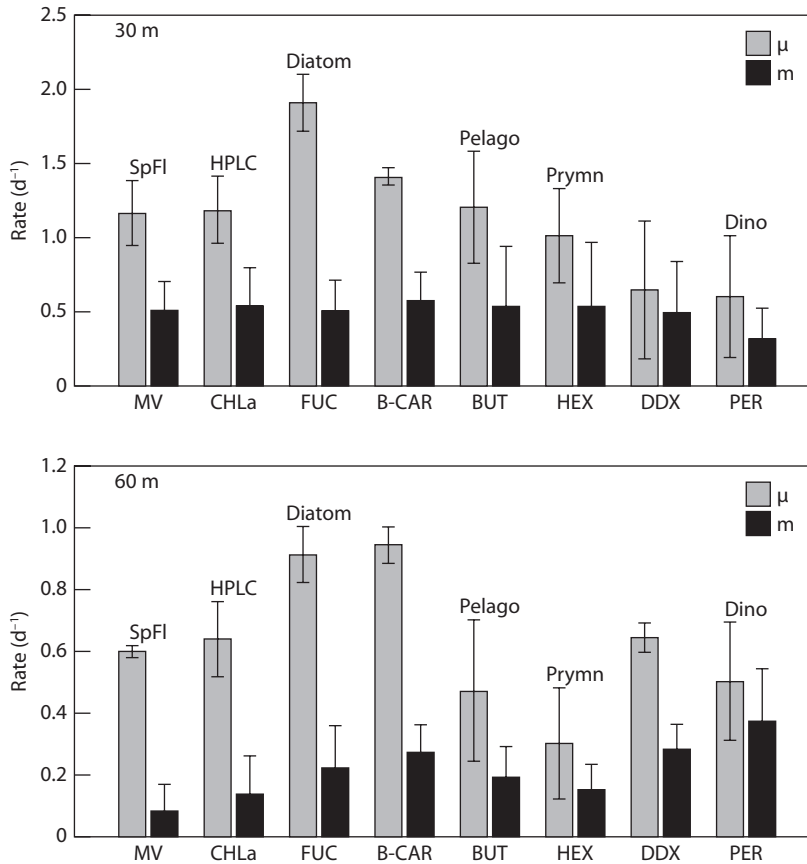 30 m
μ
m
2.5
2.0
1.5
1.0
0.5
0
Rate (d⁻¹)
SpFl
HPLC
Diatom
Pelago
Prymn
Dino
MV CHLa FUC B-CAR BUT HEX DDX PER
60 m
μ
m
1.2
1.0
0.8
0.6
0.4
0.2
0
Rate (d⁻¹)
SpFl
HPLC
Diatom
Pelago
Prymn
Dino
MV CHLa FUC B-CAR BUT HEX DDX PER